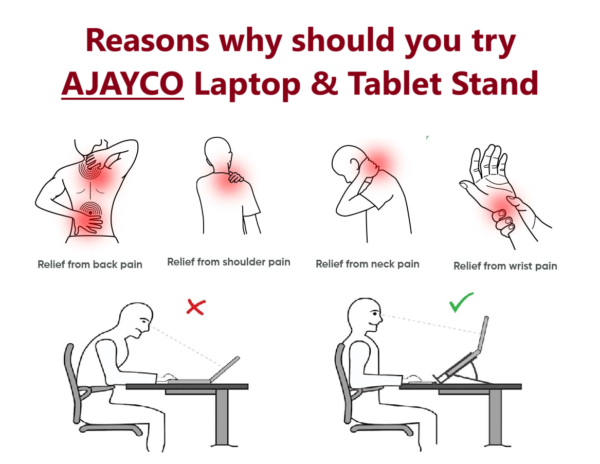 Reasons why should you try
AJAYCO Laptop & Tablet Stand
Relief from back pain
Relief from shoulder pain
Relief from neck pain
Relief from wrist pain